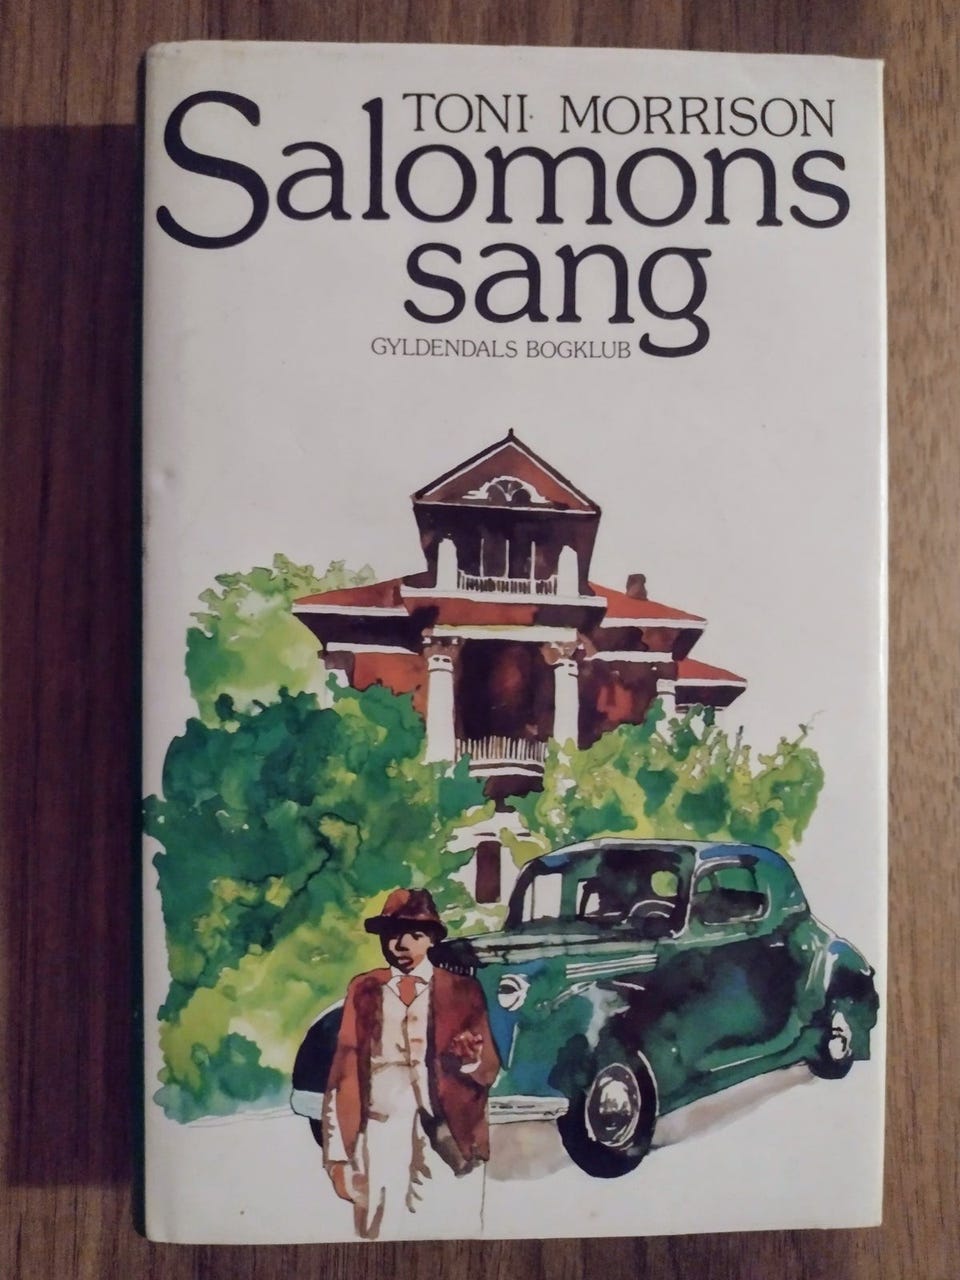 TONI MORRISON
Salomons
sang
GYLDENDALS BOGKLUB